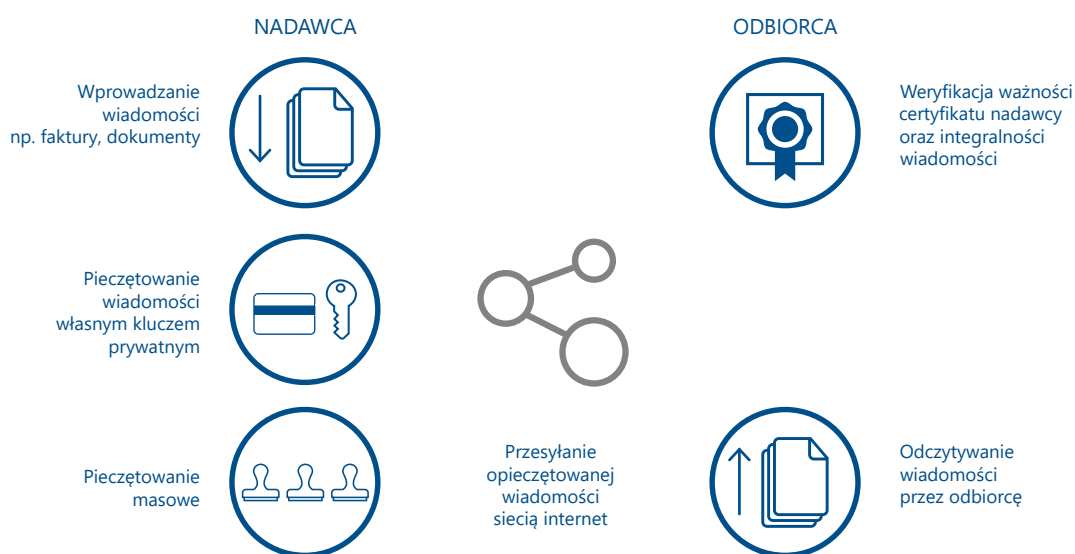 NADAWCA
Wprowadzanie
wiadomości
np. faktury, dokumenty
Pieczętowanie
wiadomości
własnym kluczem
prywatnym
Pieczętowanie
masowe
Przesyłanie
opieczętowanej
wiadomości
siecią internet
ODBIORCA
Weryfikacja ważności
certyfikatu nadawcy
oraz integralności
wiadomości
Odczytywanie
wiadomości
przez odbiorcę